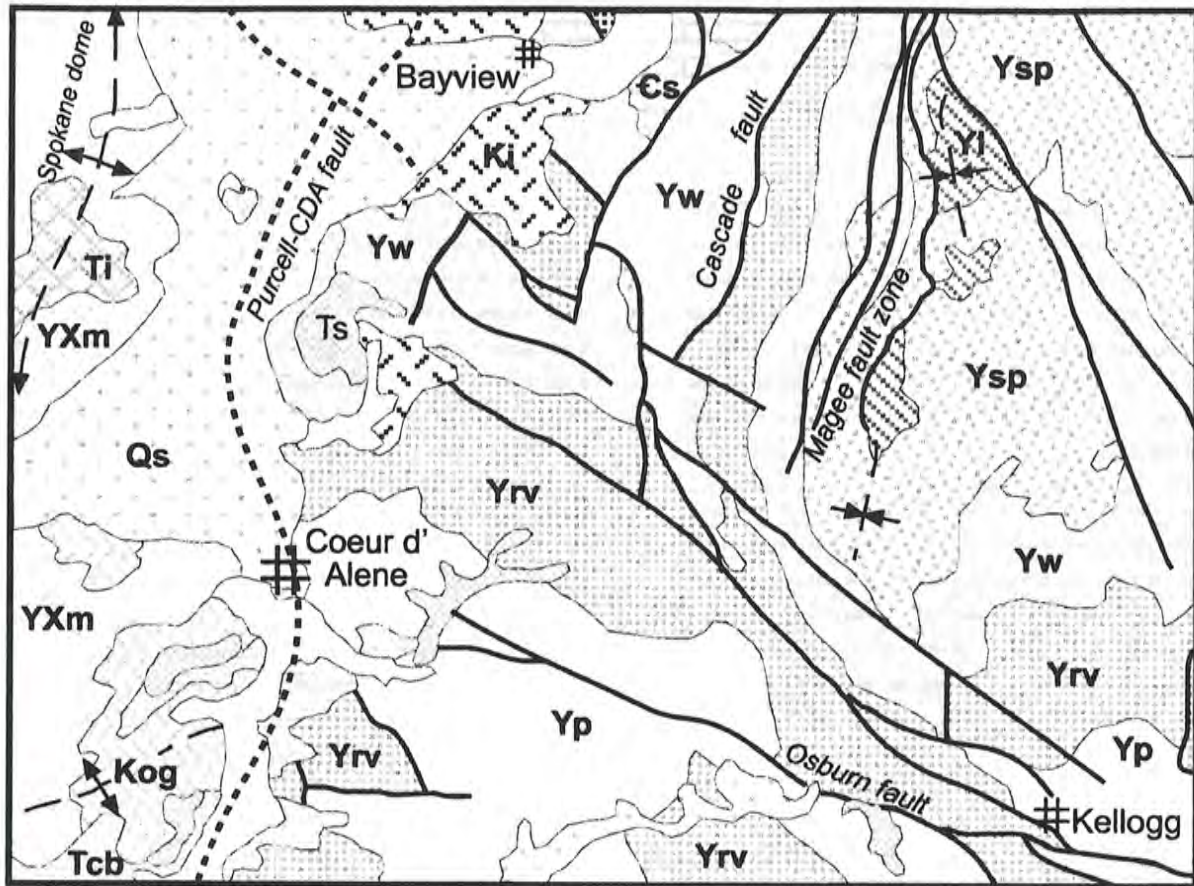 Spokane dome
Bayview
Єs
Ysp
Purcell-CDA fault
Ki
Yw
Cascade fault
Yl
Yw
Ti
Ts
YXm
Magee fault zone
Ysp
Qs
Yrv
Coeur d'
Alene
Yw
YXm
Yrv
Yp
Yp
Yrv
Kog
Osburn fault
Kellogg
Tcb
Yrv